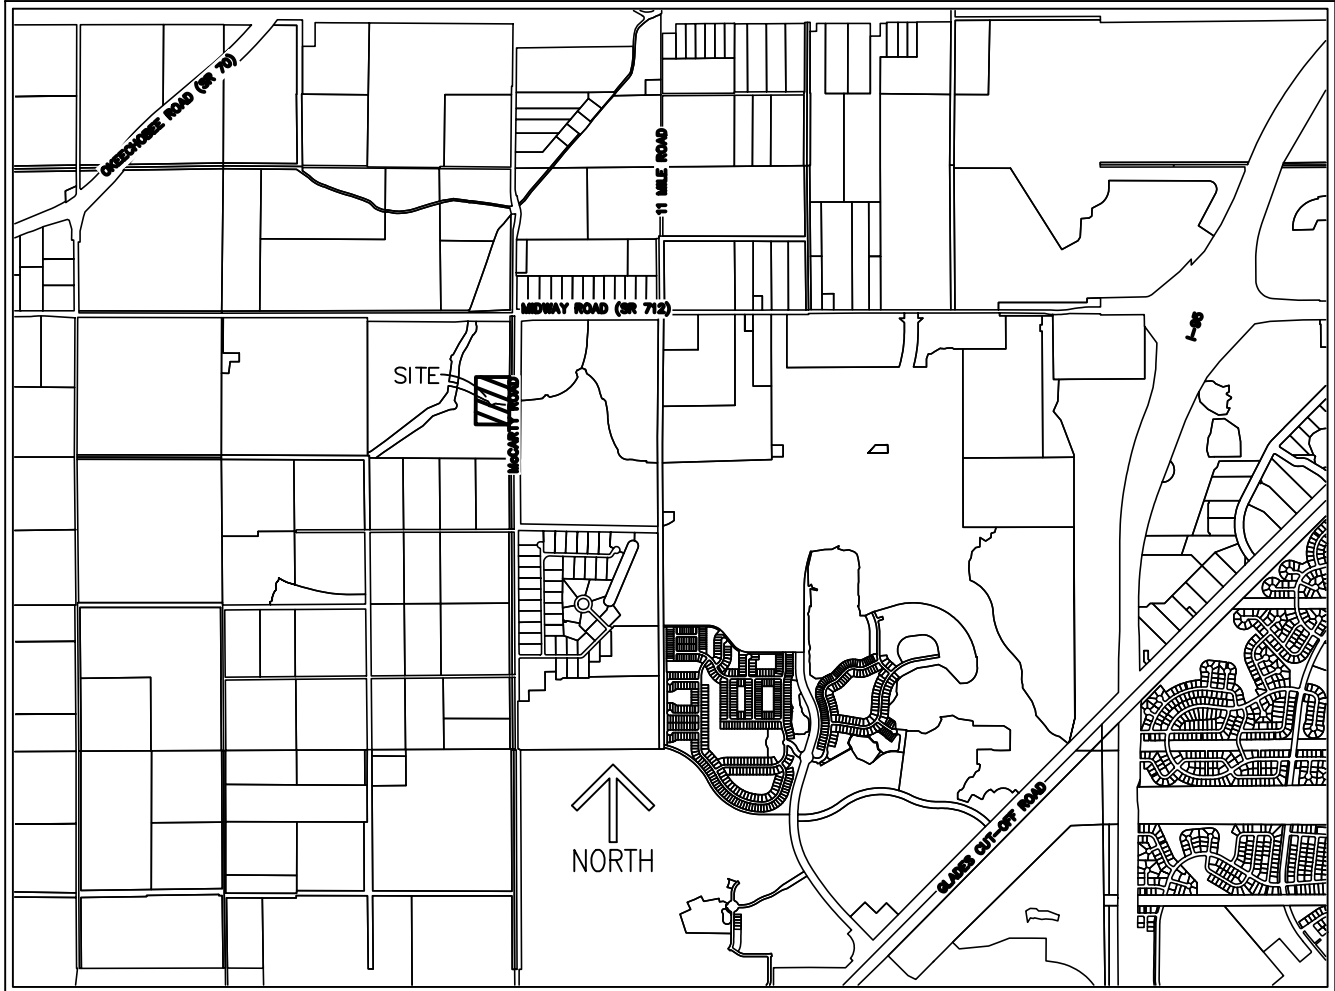 OKEECHOBEE ROAD (SR 70)
11 MILE ROAD
MIDWAY ROAD (SR 712)
I-95
SITE
McCARTY ROAD
GLADES CUT-OFF ROAD
NORTH